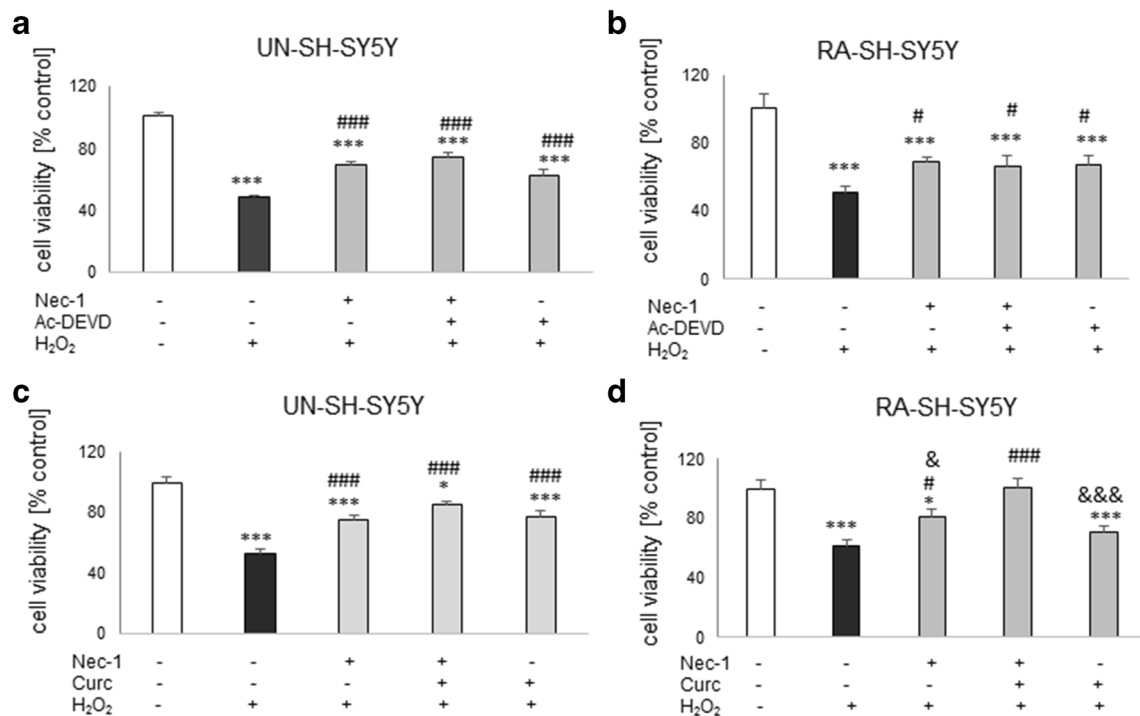 a
UN-SH-SY5Y
cell viability [% control]
120
80
40
0
***
###
***
###
***
###
***
Nec-1 - - + + -
Ac-DEVD - - - + +
H₂O₂ - + + + +
b
RA-SH-SY5Y
cell viability [% control]
120
80
40
0
***
#
***
#
***
#
***
Nec-1 - - + + -
Ac-DEVD - - - + +
H₂O₂ - + + + +
c
UN-SH-SY5Y
cell viability [% control]
120
80
40
0
***
###
***
###
*
###
***
Nec-1 - - + + -
Curc - - - + +
H₂O₂ - + + + +
d
RA-SH-SY5Y
cell viability [% control]
120
80
40
0
***
&
#
*
###
&&&
***
Nec-1 - - + + -
Curc - - - + +
H₂O₂ - + + + +